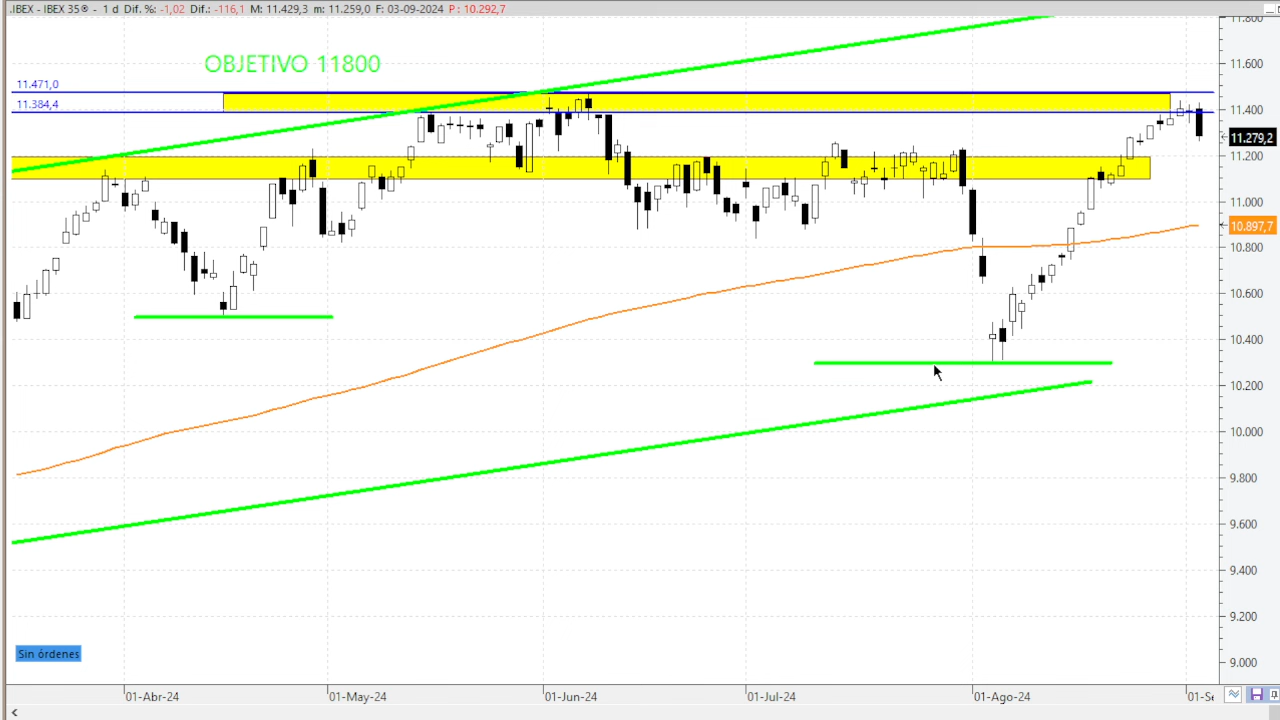 .IBEX - IBEX 35® - 1 d Dif. %: -1,02 Dif.: -116,1 M: 11.429,3 m: 11.259,0 F: 03-09-2024 P : 10.292,7
11.800
OBJETIVO 11800
11.600
11.471,0
11.384,4
11.400
11.279,2
11.200
11.000
10.897,7
10.800
10.600
10.400
10.200
10.000
9.800
9.600
9.400
9.200
9.000
Sin órdenes
01-Abr-24
01-May-24
01-Jun-24
01-Jul-24
01-Ago-24